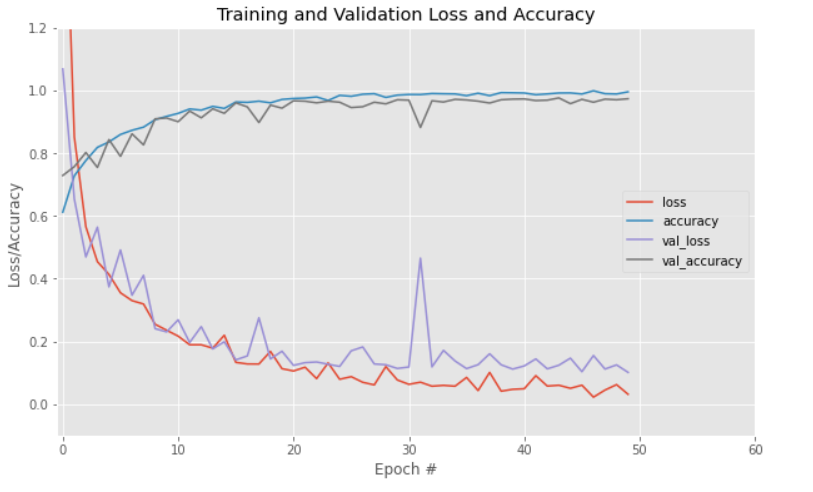 Training and Validation Loss and Accuracy
1.2
1.0
0.8
0.6
0.4
0.2
0.0
Loss/Accuracy
loss
accuracy
val_loss
val_accuracy
0 10 20 30 40 50 60
Epoch #